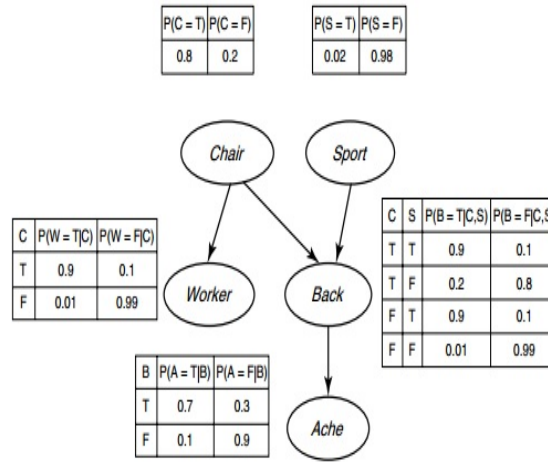 P(C = T) P(C = F)
0.8 0.2
P(S = T) P(S = F)
0.02 0.98
Chair
Sport
C P(W = T|C) P(W = F|C)
T 0.9 0.1
F 0.01 0.99
C S P(B = T|C,S) P(B = F|C,S
T T 0.9 0.1
T F 0.2 0.8
F T 0.9 0.1
F F 0.01 0.99
Worker
Back
B P(A = T|B) P(A = F|B)
T 0.7 0.3
F 0.1 0.9
Ache